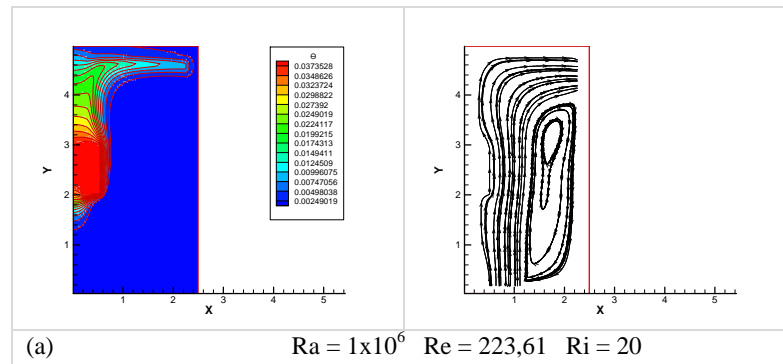 Θ
0.0373528
0.0348626
0.0323724
0.0298822
0.027392
0.0249019
0.0224117
0.0199215
0.0174313
0.0149411
0.0124509
0.00996075
0.00747056
0.00498038
0.00249019
Y
4
3
2
1
1 2 3 4 5
X
Y
4
3
2
1
1 2 3 4 5
X
(a) Ra = 1x10⁶ Re = 223,61 Ri = 20